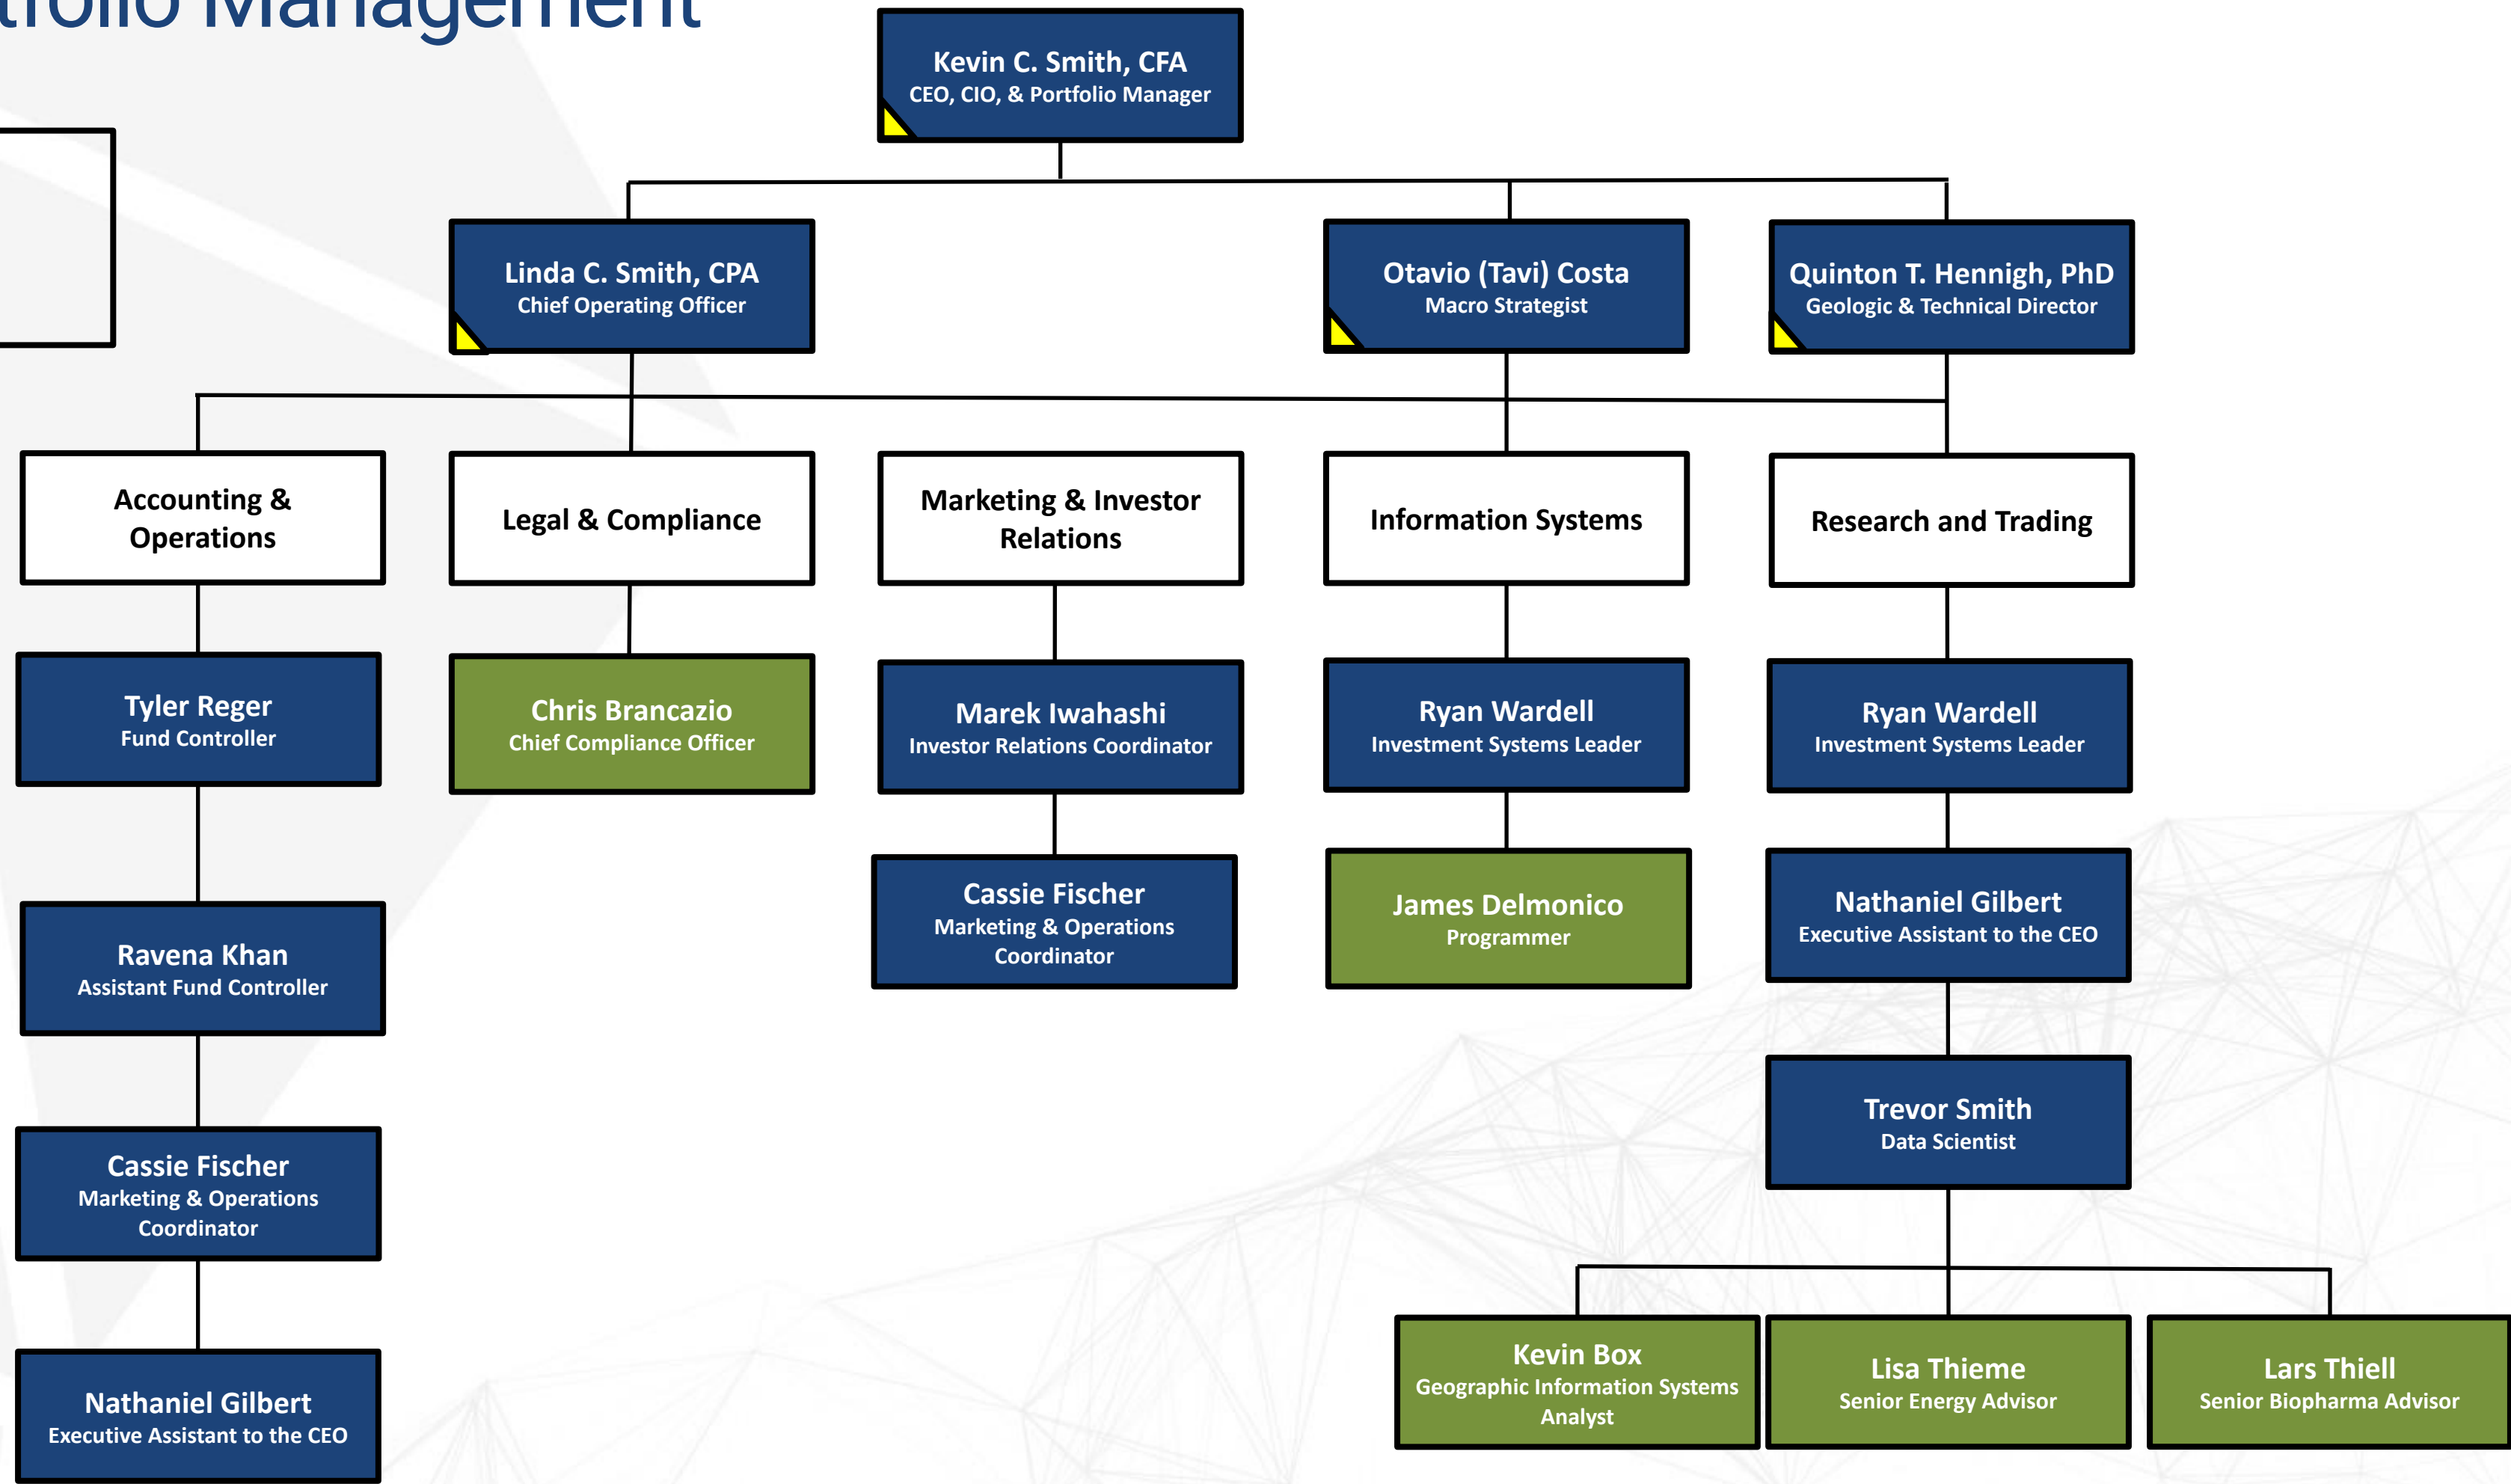 Management
Kevin C. Smith, CFA
CEO, CIO, & Portfolio Manager
Linda C. Smith, CPA
Chief Operating Officer
Otavio (Tavi) Costa
Macro Strategist
Quinton T. Hennigh, PhD
Geologic & Technical Director
Accounting &
Operations
Legal & Compliance
Marketing & Investor
Relations
Information Systems
Research and Trading
Tyler Reger
Fund Controller
Chris Brancazio
Chief Compliance Officer
Marek Iwahashi
Investor Relations Coordinator
Ryan Wardell
Investment Systems Leader
Ryan Wardell
Investment Systems Leader
Ravena Khan
Assistant Fund Controller
Cassie Fischer
Marketing & Operations
Coordinator
James Delmonico
Programmer
Nathaniel Gilbert
Executive Assistant to the CEO
Cassie Fischer
Marketing & Operations
Coordinator
Trevor Smith
Data Scientist
Nathaniel Gilbert
Executive Assistant to the CEO
Kevin Box
Geographic Information Systems
Analyst
Lisa Thieme
Senior Energy Advisor
Lars Thiell
Senior Biopharma Advisor